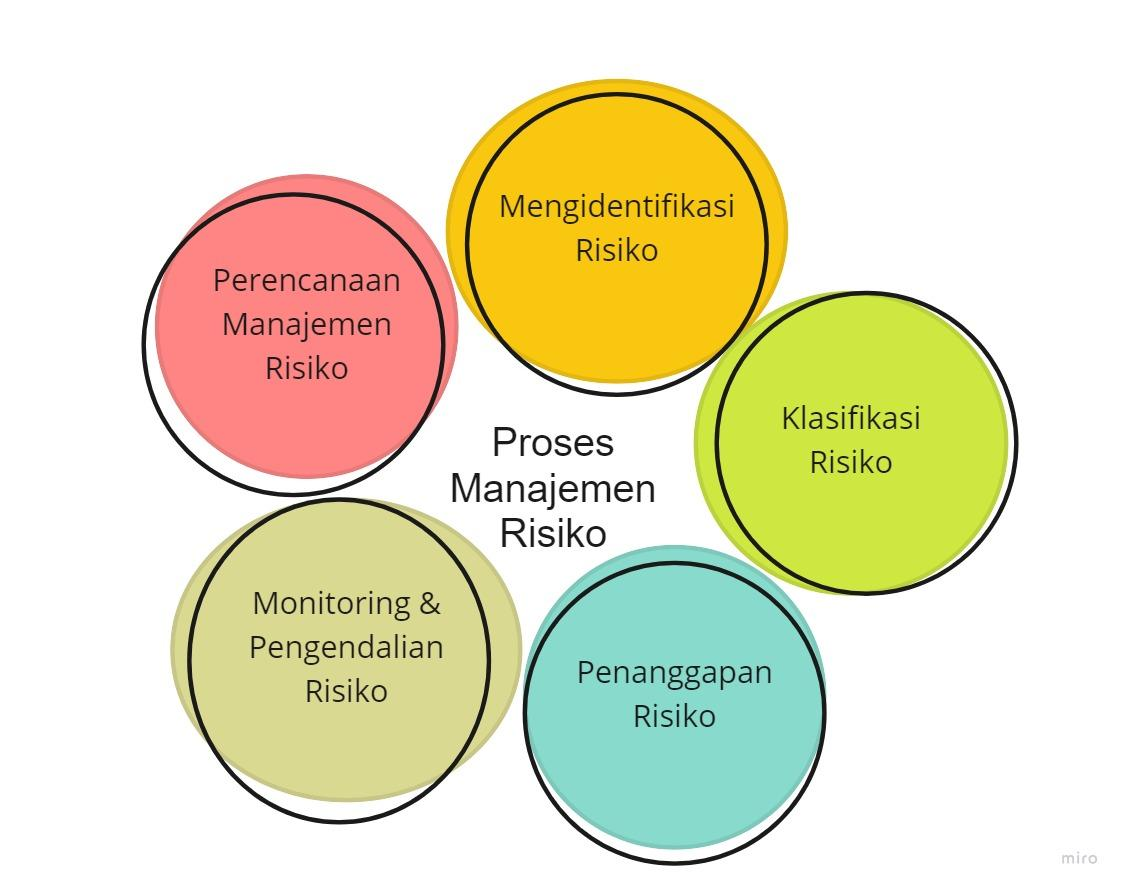 Mengidentifikasi
Risiko
Perencanaan
Manajemen
Risiko
Klasifikasi
Risiko
Proses
Manajemen
Risiko
Monitoring &
Pengendalian
Risiko
Penanggapan
Risiko
miro